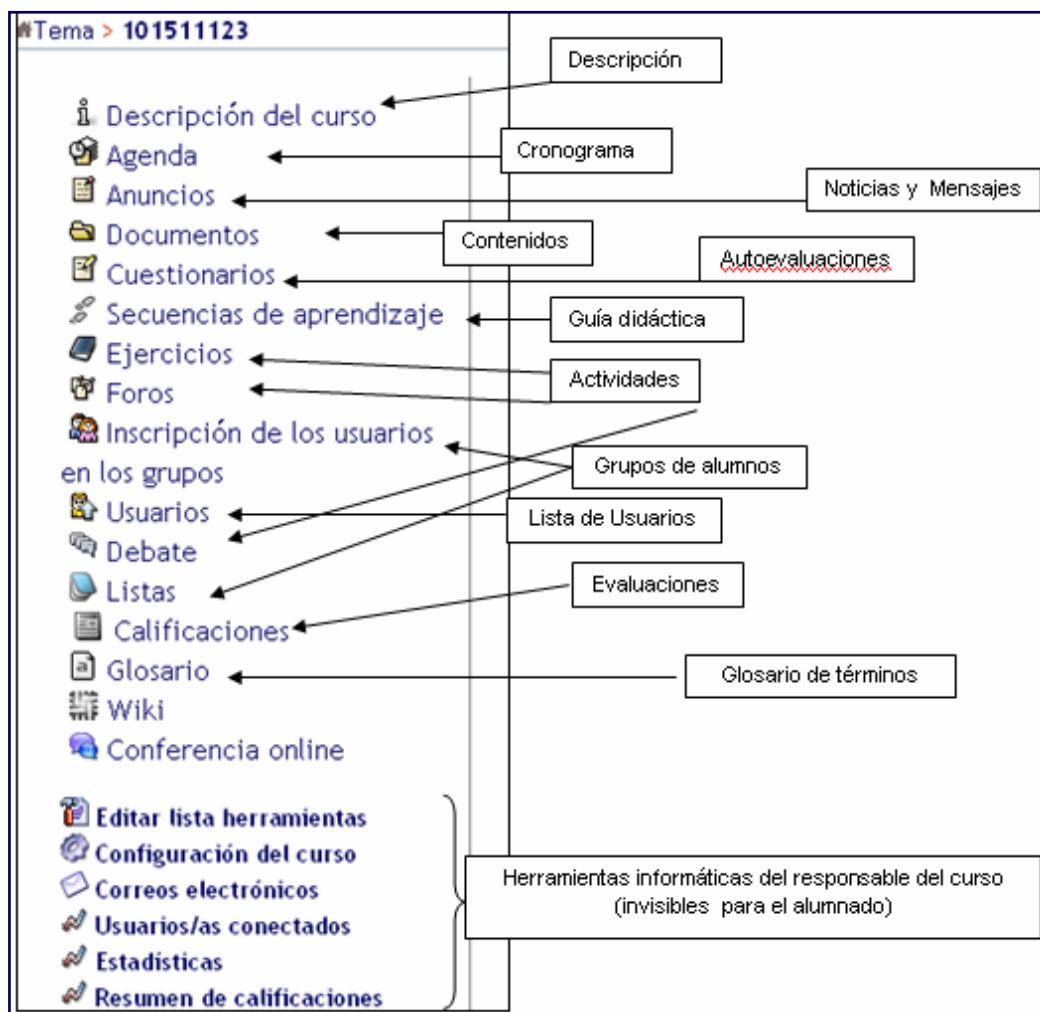 Tema > 101511123
Descripción
Descripción del curso
Agenda
Cronograma
Anuncios
Noticias y Mensajes
Documentos
Contenidos
Cuestionarios
Autoevaluaciones
Secuencias de aprendizaje
Guía didáctica
Ejercicios
Actividades
Foros
Inscripción de los usuarios
en los grupos
Grupos de alumnos
Usuarios
Lista de Usuarios
Debate
Listas
Evaluaciones
Calificaciones
Glosario
Glosario de términos
Wiki
Conferencia online
Editar lista herramientas
Configuración del curso
Correos electrónicos
Usuarios/as conectados
Estadísticas
Resumen de calificaciones
Herramientas informáticas del responsable del curso
(invisibles para el alumnado)